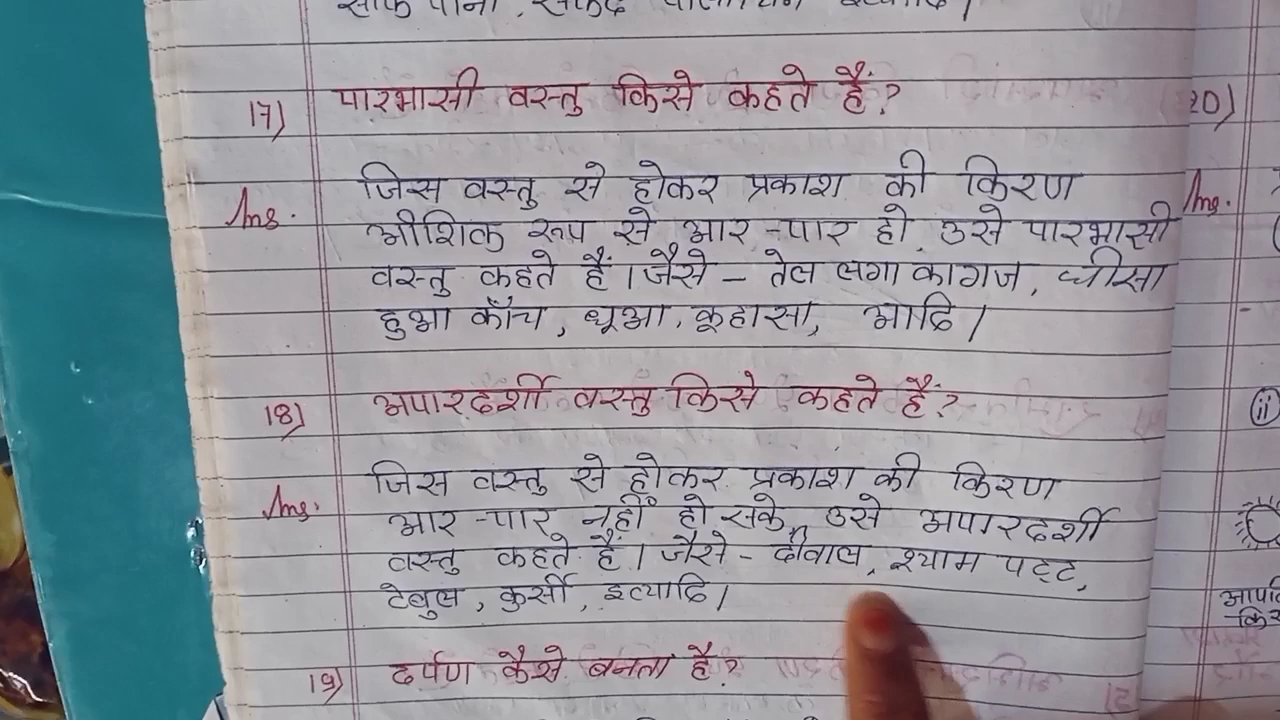 17) पारभासी वस्तु किसे कहते हैं?
Ans. जिस वस्तु से होकर प्रकाश की किरण
आंशिक रूप से आर-पार हो उसे पारभासी
वस्तु कहते हैं। जैसे - तेल लगा कागज, घीसा
हुआ काँच, धूआ, कूहासा, आदि।
18) अपारदर्शी वस्तु किसे कहते हैं?
Ans. जिस वस्तु से होकर प्रकाश की किरण
आर-पार नहीं हो सके, उसे अपारदर्शी
वस्तु कहते हैं। जैसे - दीवाल, श्याम पट्ट,
टेबुल, कुर्सी, इत्यादि।
19) दर्पण कैसे बनता है?
20)
Ans.
ii